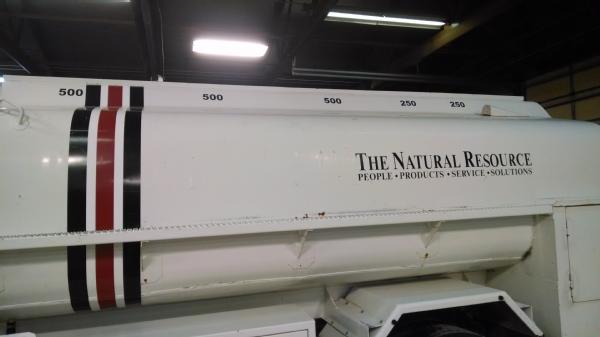 500 500 500 250 250
THE NATURAL RESOURCE
PEOPLE • PRODUCTS • SERVICE • SOLUTIONS